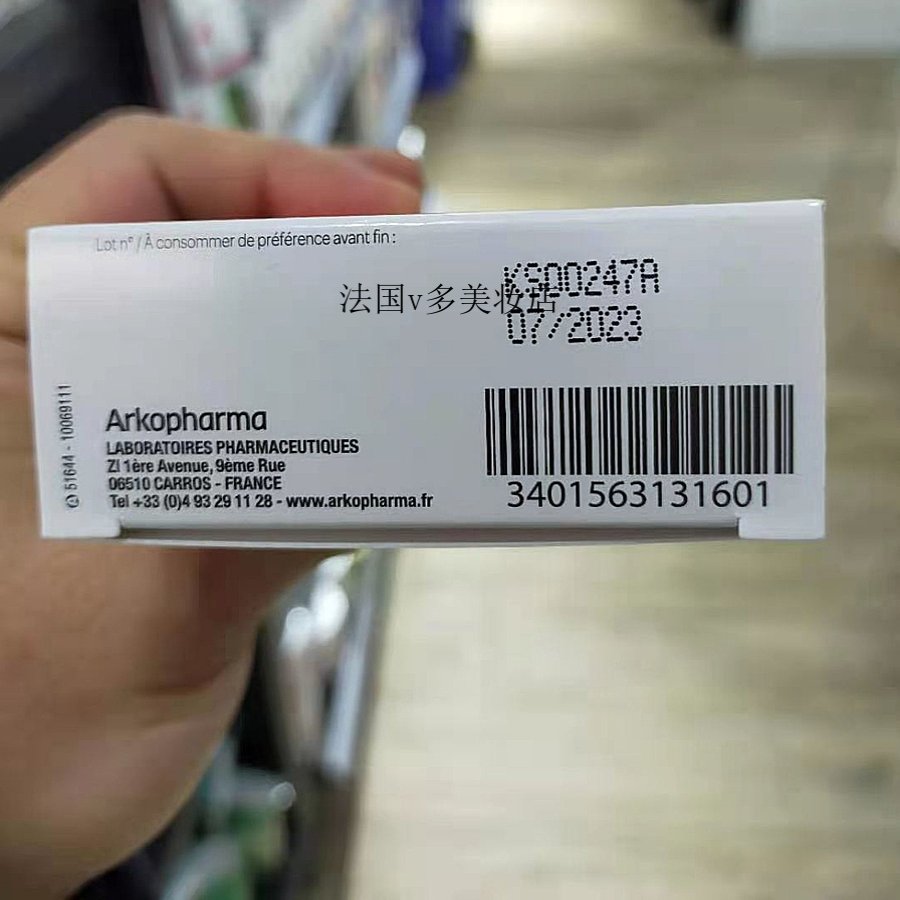 Lot n° / À consommer de préférence avant fin :
KS00247A
法国v多美妆店
07/2023
51644 - 10069111
Arkopharma
LABORATOIRES PHARMACEUTIQUES
ZI 1ère Avenue, 9ème Rue
06510 CARROS - FRANCE
Tel +33 (0)4 93 29 11 28 - www.arkopharma.fr
3401563131601